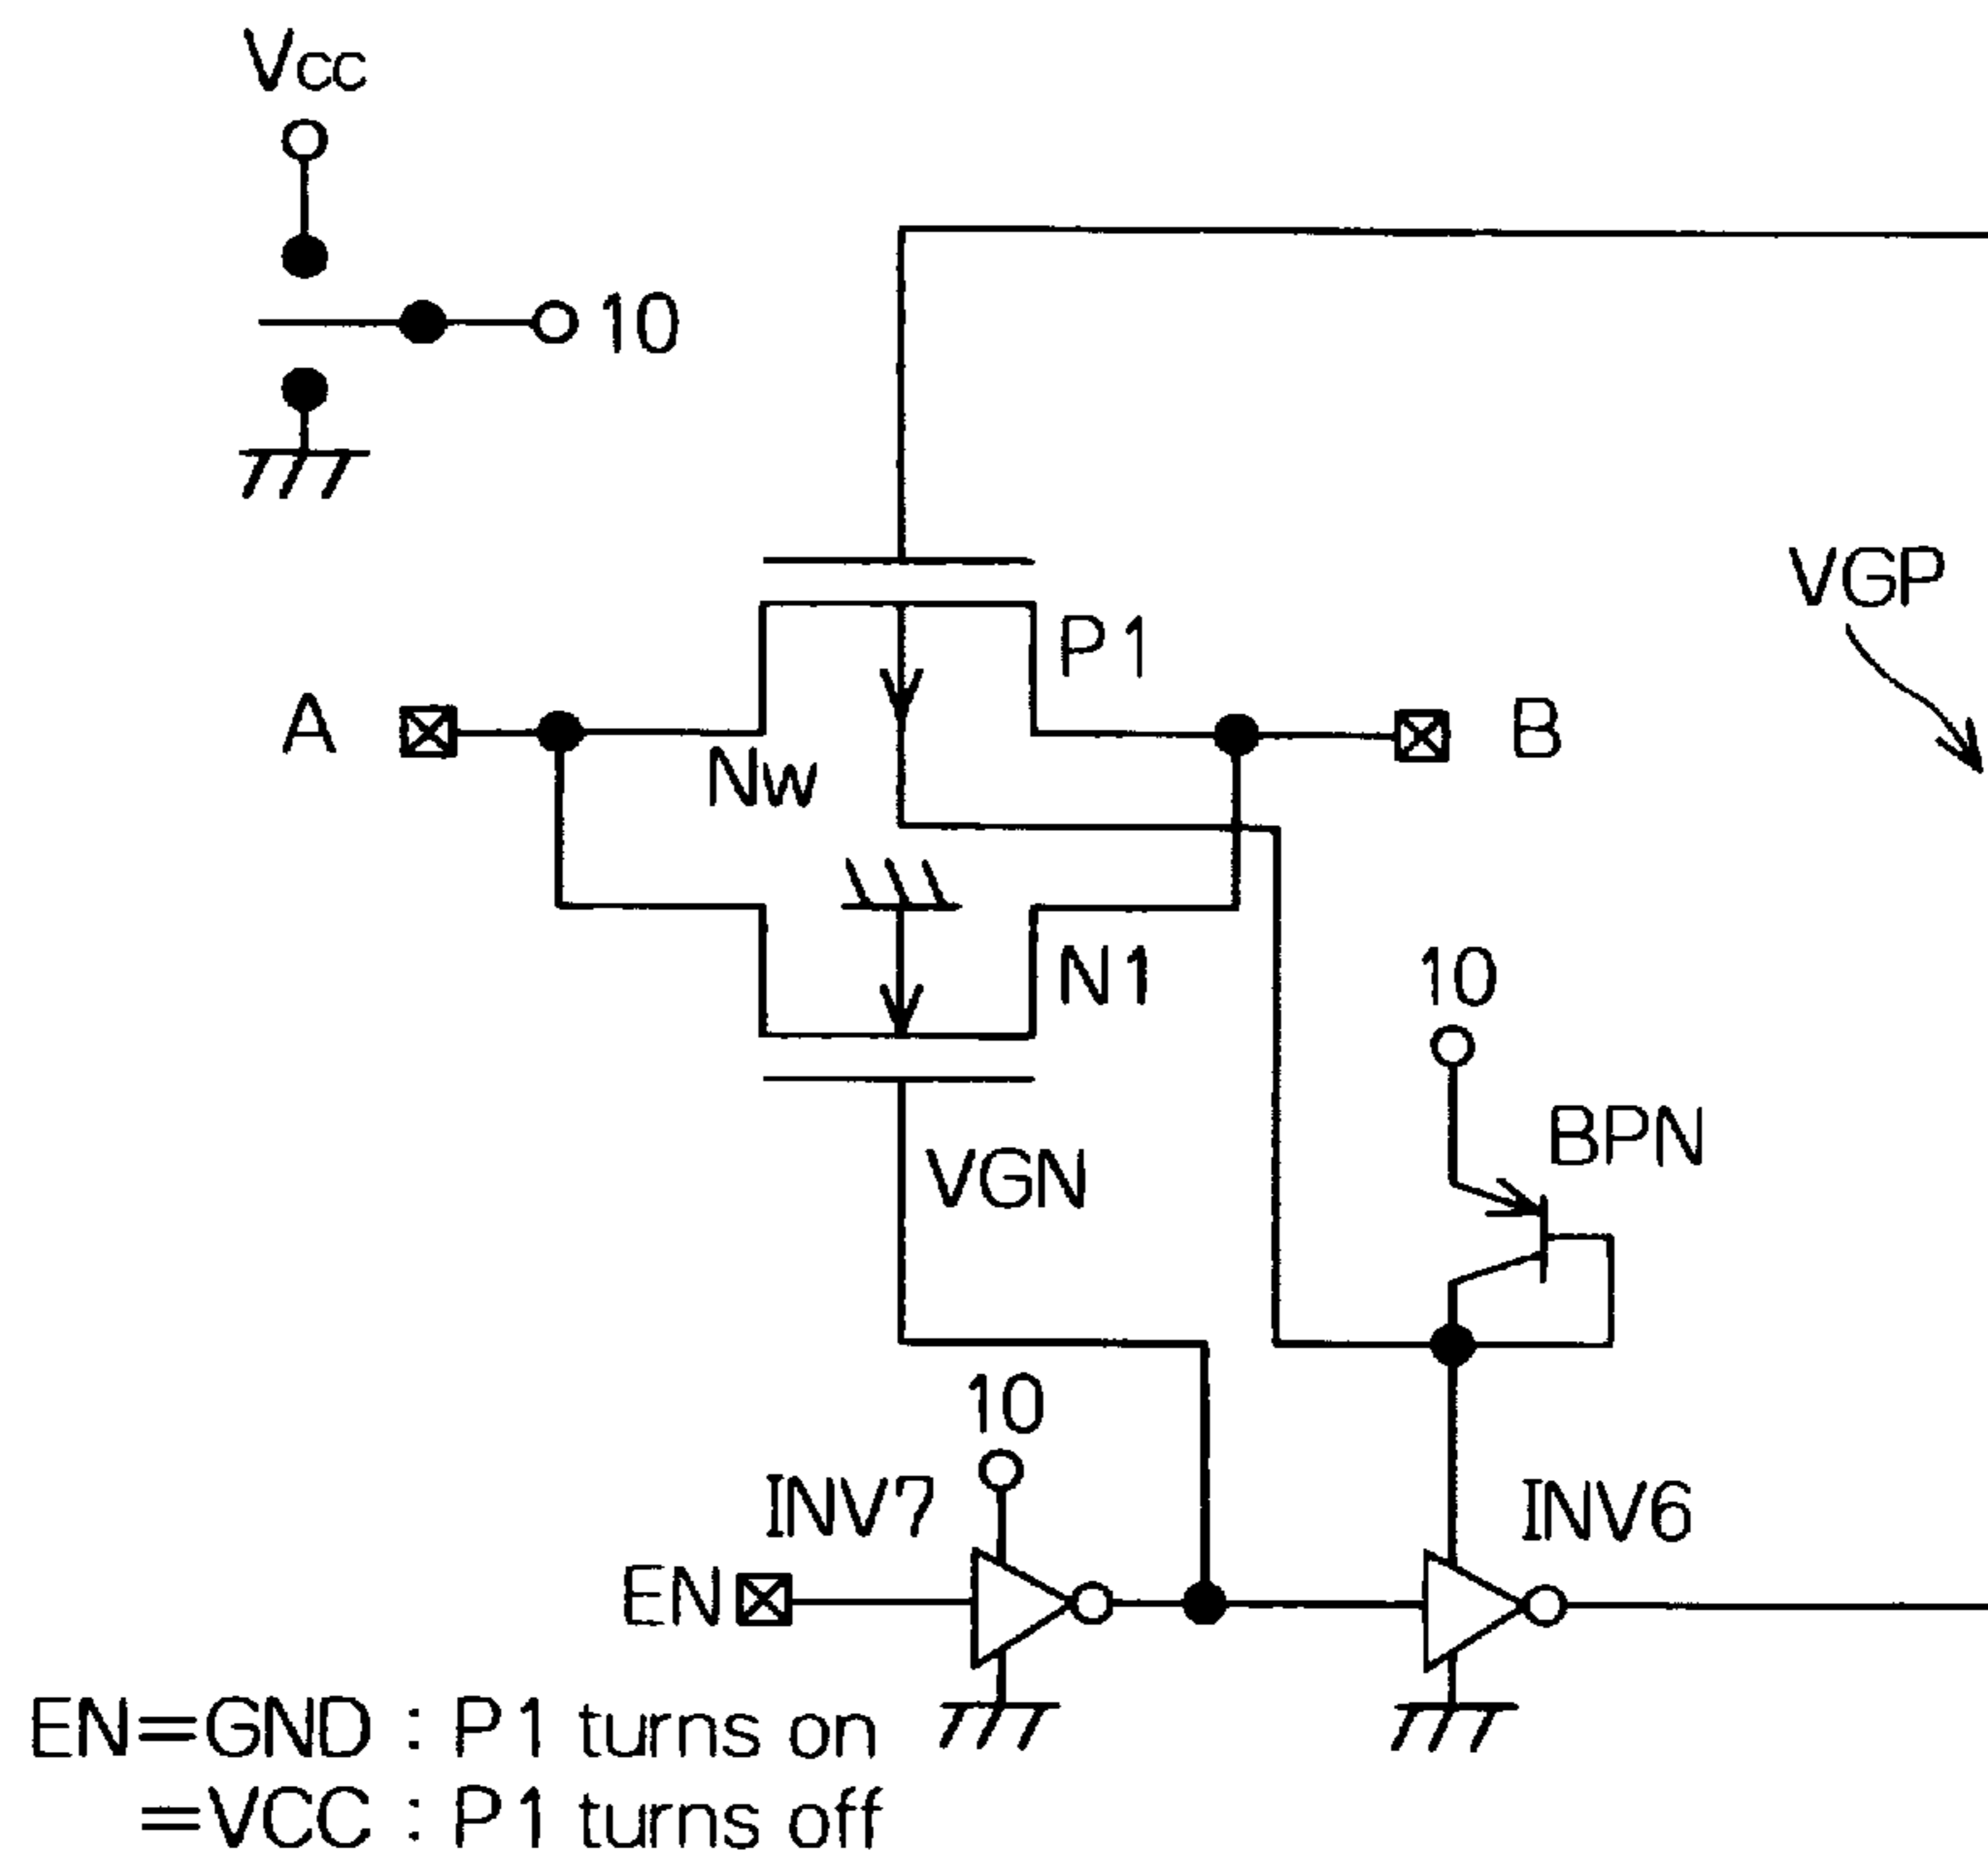 Vcc
10
VGP
P1
A
B
Nw
N1
10
BPN
VGN
10
INV7
INV6
EN
EN=GND : P1 turns on
=VCC : P1 turns off